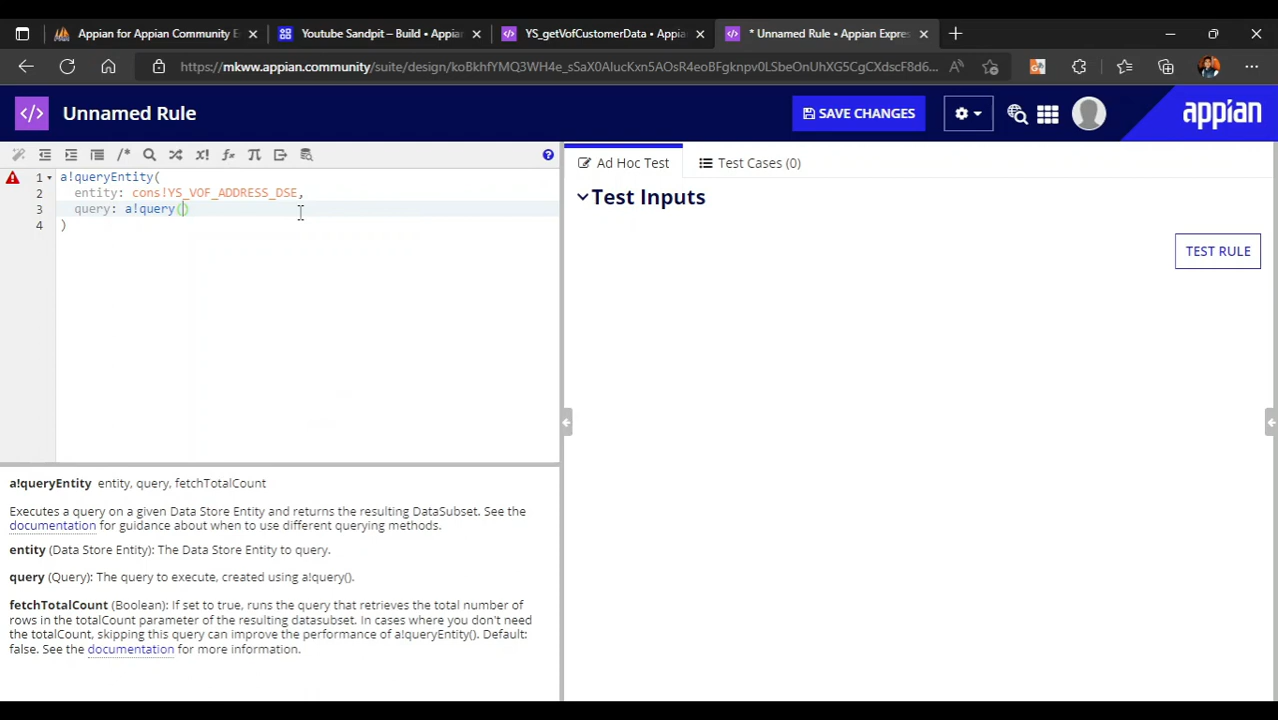 Appian for Appian Community E
Youtube Sandpit – Build • Appian
YS_getVofCustomerData • Appi
* Unnamed Rule • Appian Expres
https://mkww.appian.community/suite/design/
Unnamed Rule
SAVE CHANGES
appian
1 a!queryEntity(
2 entity: cons!YS_VOF_ADDRESS_DSE,
3 query: a!query()
4 )
Ad Hoc Test
Test Cases (0)
Test Inputs
TEST RULE
a!queryEntity entity, query, fetchTotalCount
Executes a query on a given Data Store Entity and returns the resulting DataSubset. See the
documentation for guidance about when to use different querying methods.
entity (Data Store Entity): The Data Store Entity to query.
query (Query): The query to execute, created using a!query().
fetchTotalCount (Boolean): If set to true, runs the query that retrieves the total number of
rows in the totalCount parameter of the resulting datasubset. In cases where you don't need
the totalCount, skipping this query can improve the performance of a!queryEntity(). Default:
false. See the documentation for more information.